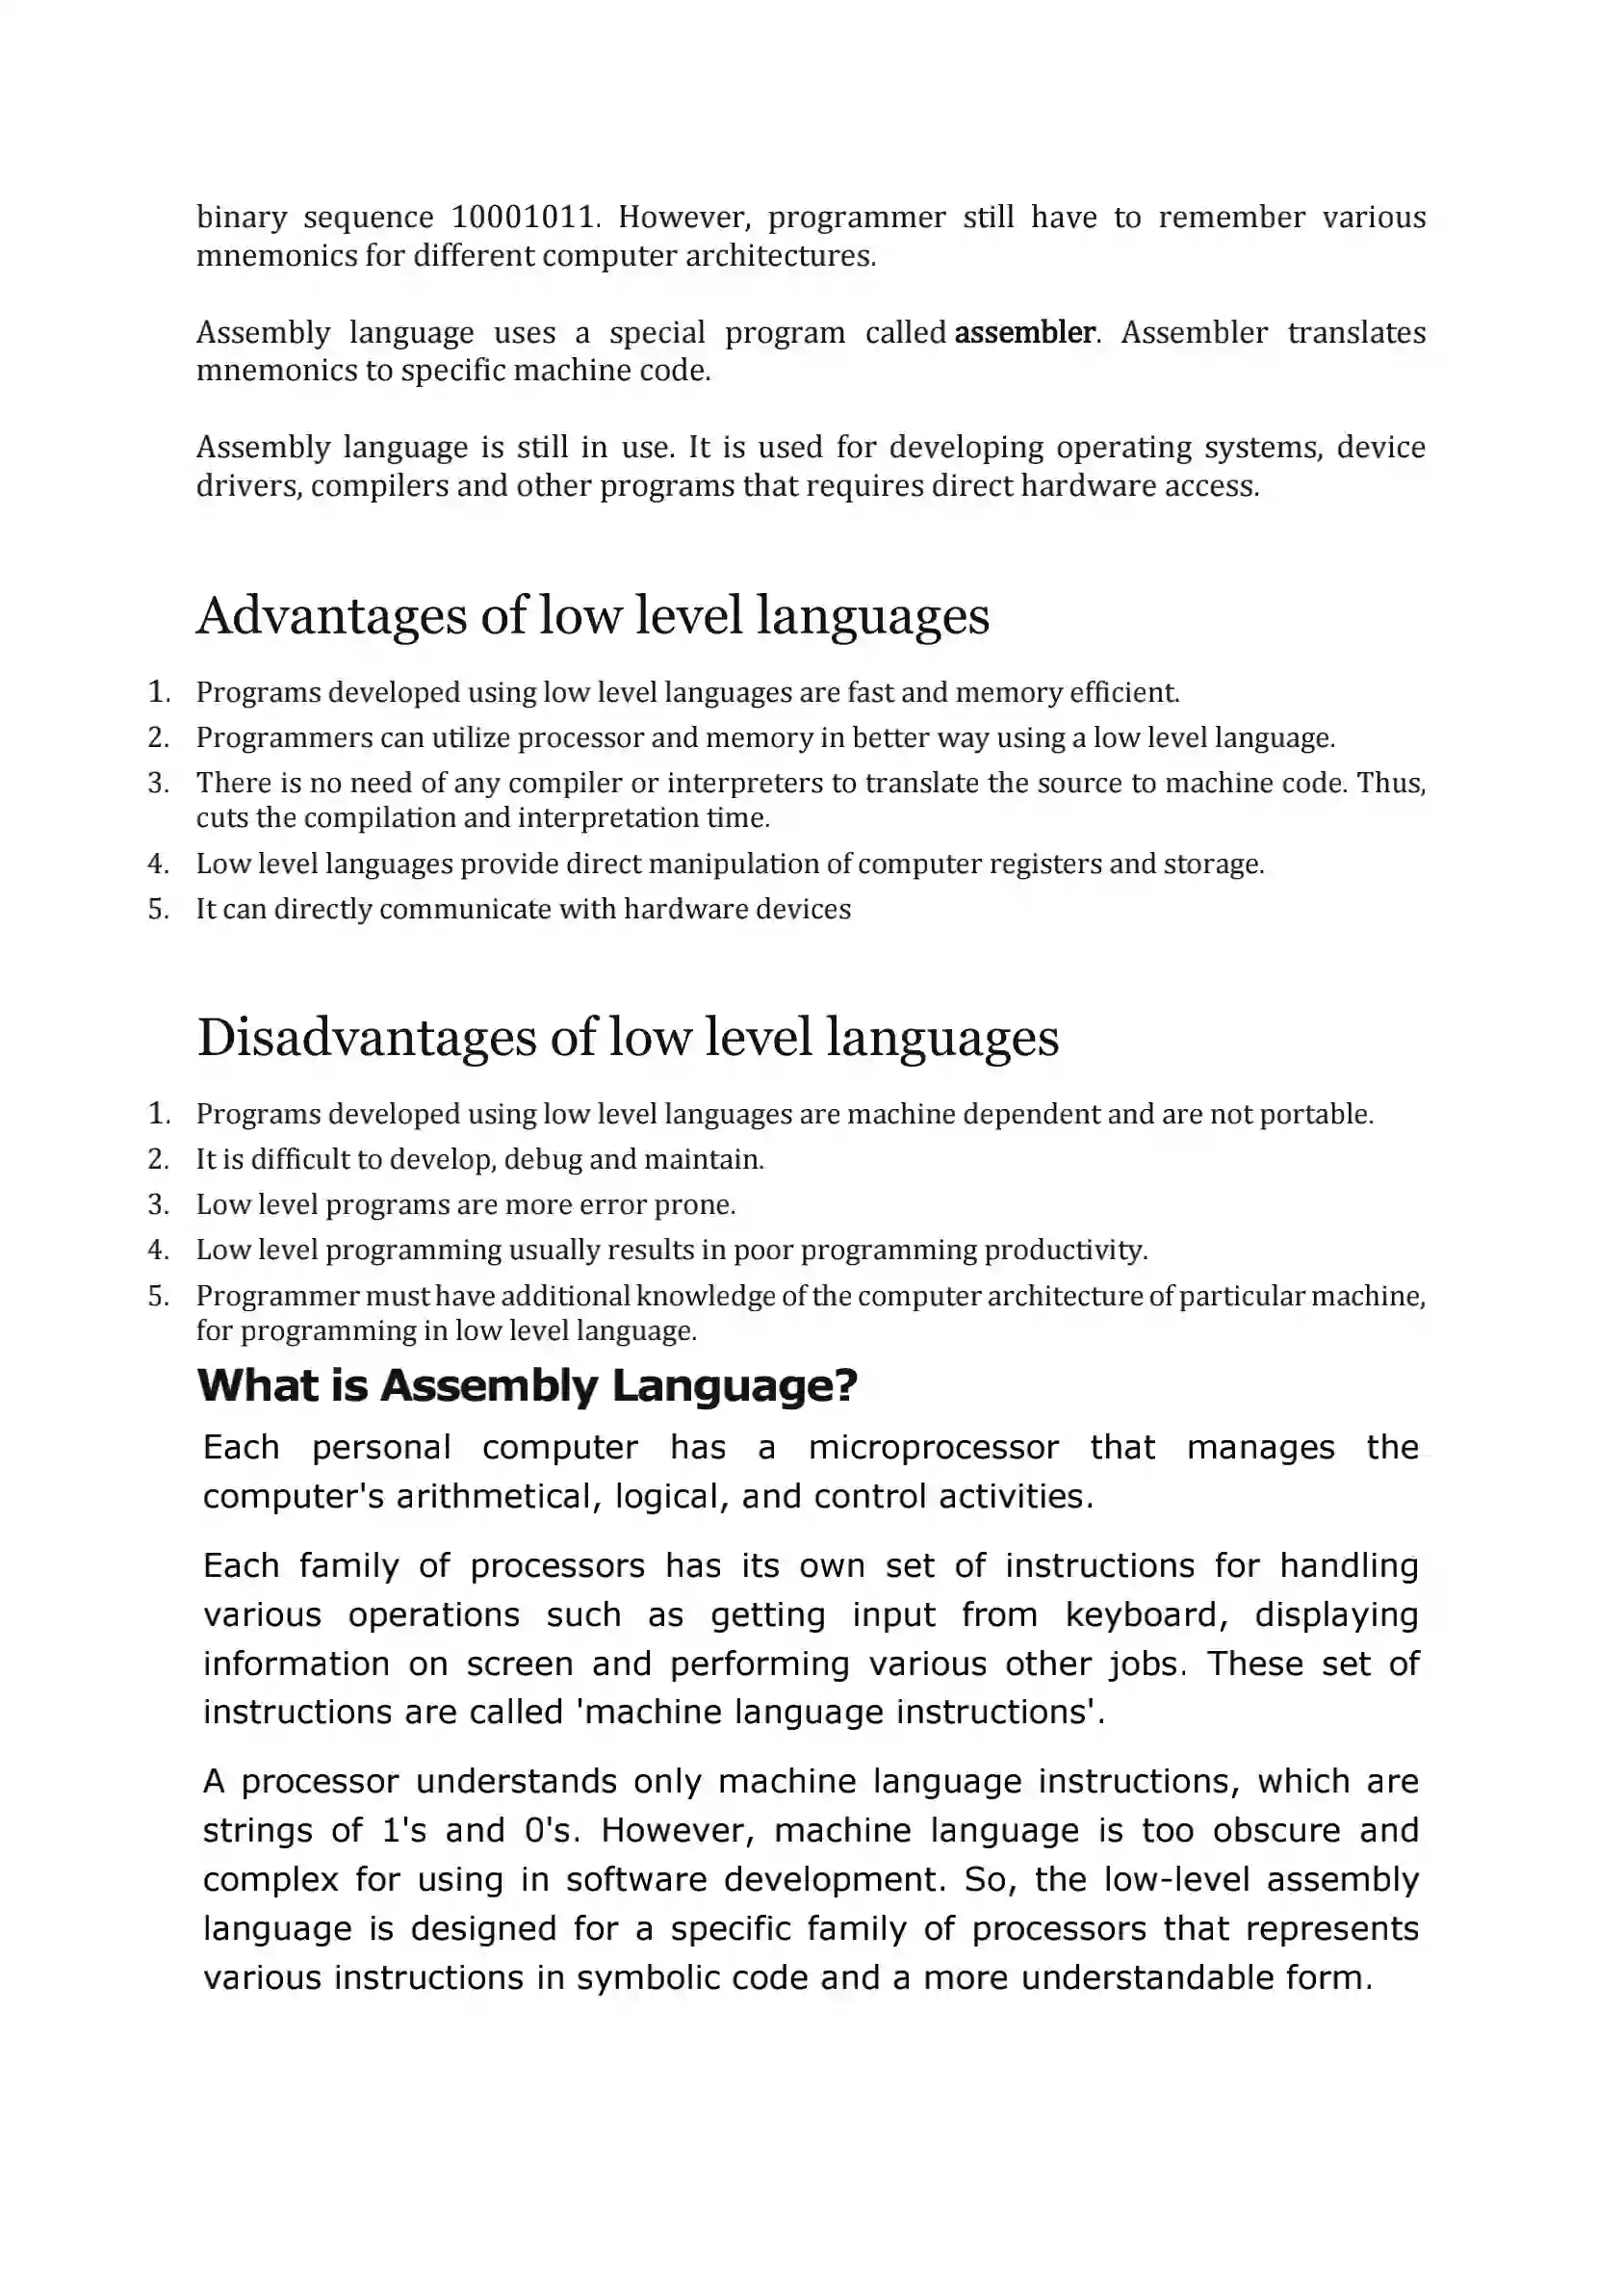 binary sequence 10001011. However, programmer still have to remember various
mnemonics for different computer architectures.
Assembly language uses a special program called assembler. Assembler translates
mnemonics to specific machine code.
Assembly language is still in use. It is used for developing operating systems, device
drivers, compilers and other programs that requires direct hardware access.
Advantages of low level languages
1. Programs developed using low level languages are fast and memory efficient.
2. Programmers can utilize processor and memory in better way using a low level language.
3. There is no need of any compiler or interpreters to translate the source to machine code. Thus,
cuts the compilation and interpretation time.
4. Low level languages provide direct manipulation of computer registers and storage.
5. It can directly communicate with hardware devices
Disadvantages of low level languages
1. Programs developed using low level languages are machine dependent and are not portable.
2. It is difficult to develop, debug and maintain.
3. Low level programs are more error prone.
4. Low level programming usually results in poor programming productivity.
5. Programmer must have additional knowledge of the computer architecture of particular machine,
for programming in low level language.
What is Assembly Language?
Each personal computer has a microprocessor that manages the
computer's arithmetical, logical, and control activities.
Each family of processors has its own set of instructions for handling
various operations such as getting input from keyboard, displaying
information on screen and performing various other jobs. These set of
instructions are called 'machine language instructions'.
A processor understands only machine language instructions, which are
strings of 1's and 0's. However, machine language is too obscure and
complex for using in software development. So, the low-level assembly
language is designed for a specific family of processors that represents
various instructions in symbolic code and a more understandable form.